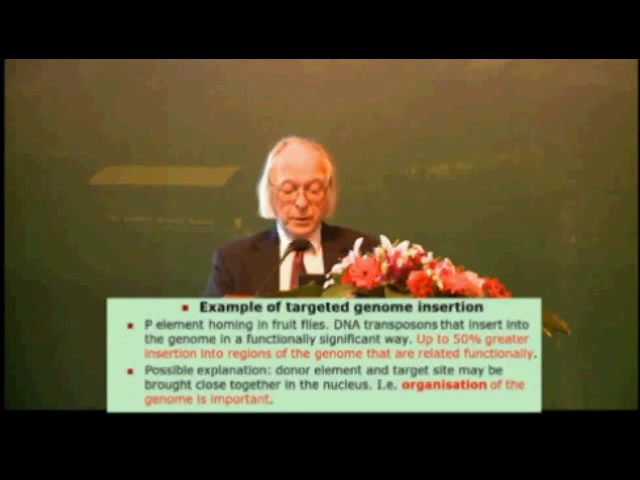 Example of targeted genome insertion
P element homing in fruit flies. DNA transposons that insert into
the genome in a functionally significant way. Up to 50% greater
insertion into regions of the genome that are related functionally.
Possible explanation: donor element and target site may be
brought close together in the nucleus. I.e. organisation of the
genome is important.